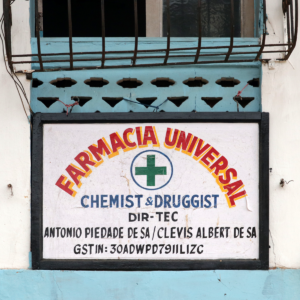 FARMACIA UNIVERSAL
CHEMIST & DRUGGIST
DIR-TEC
ANTONIO PIEDADE DE SA / CLEVIS ALBERT DE SA
GSTIN: 30ADWPD7911L1ZC